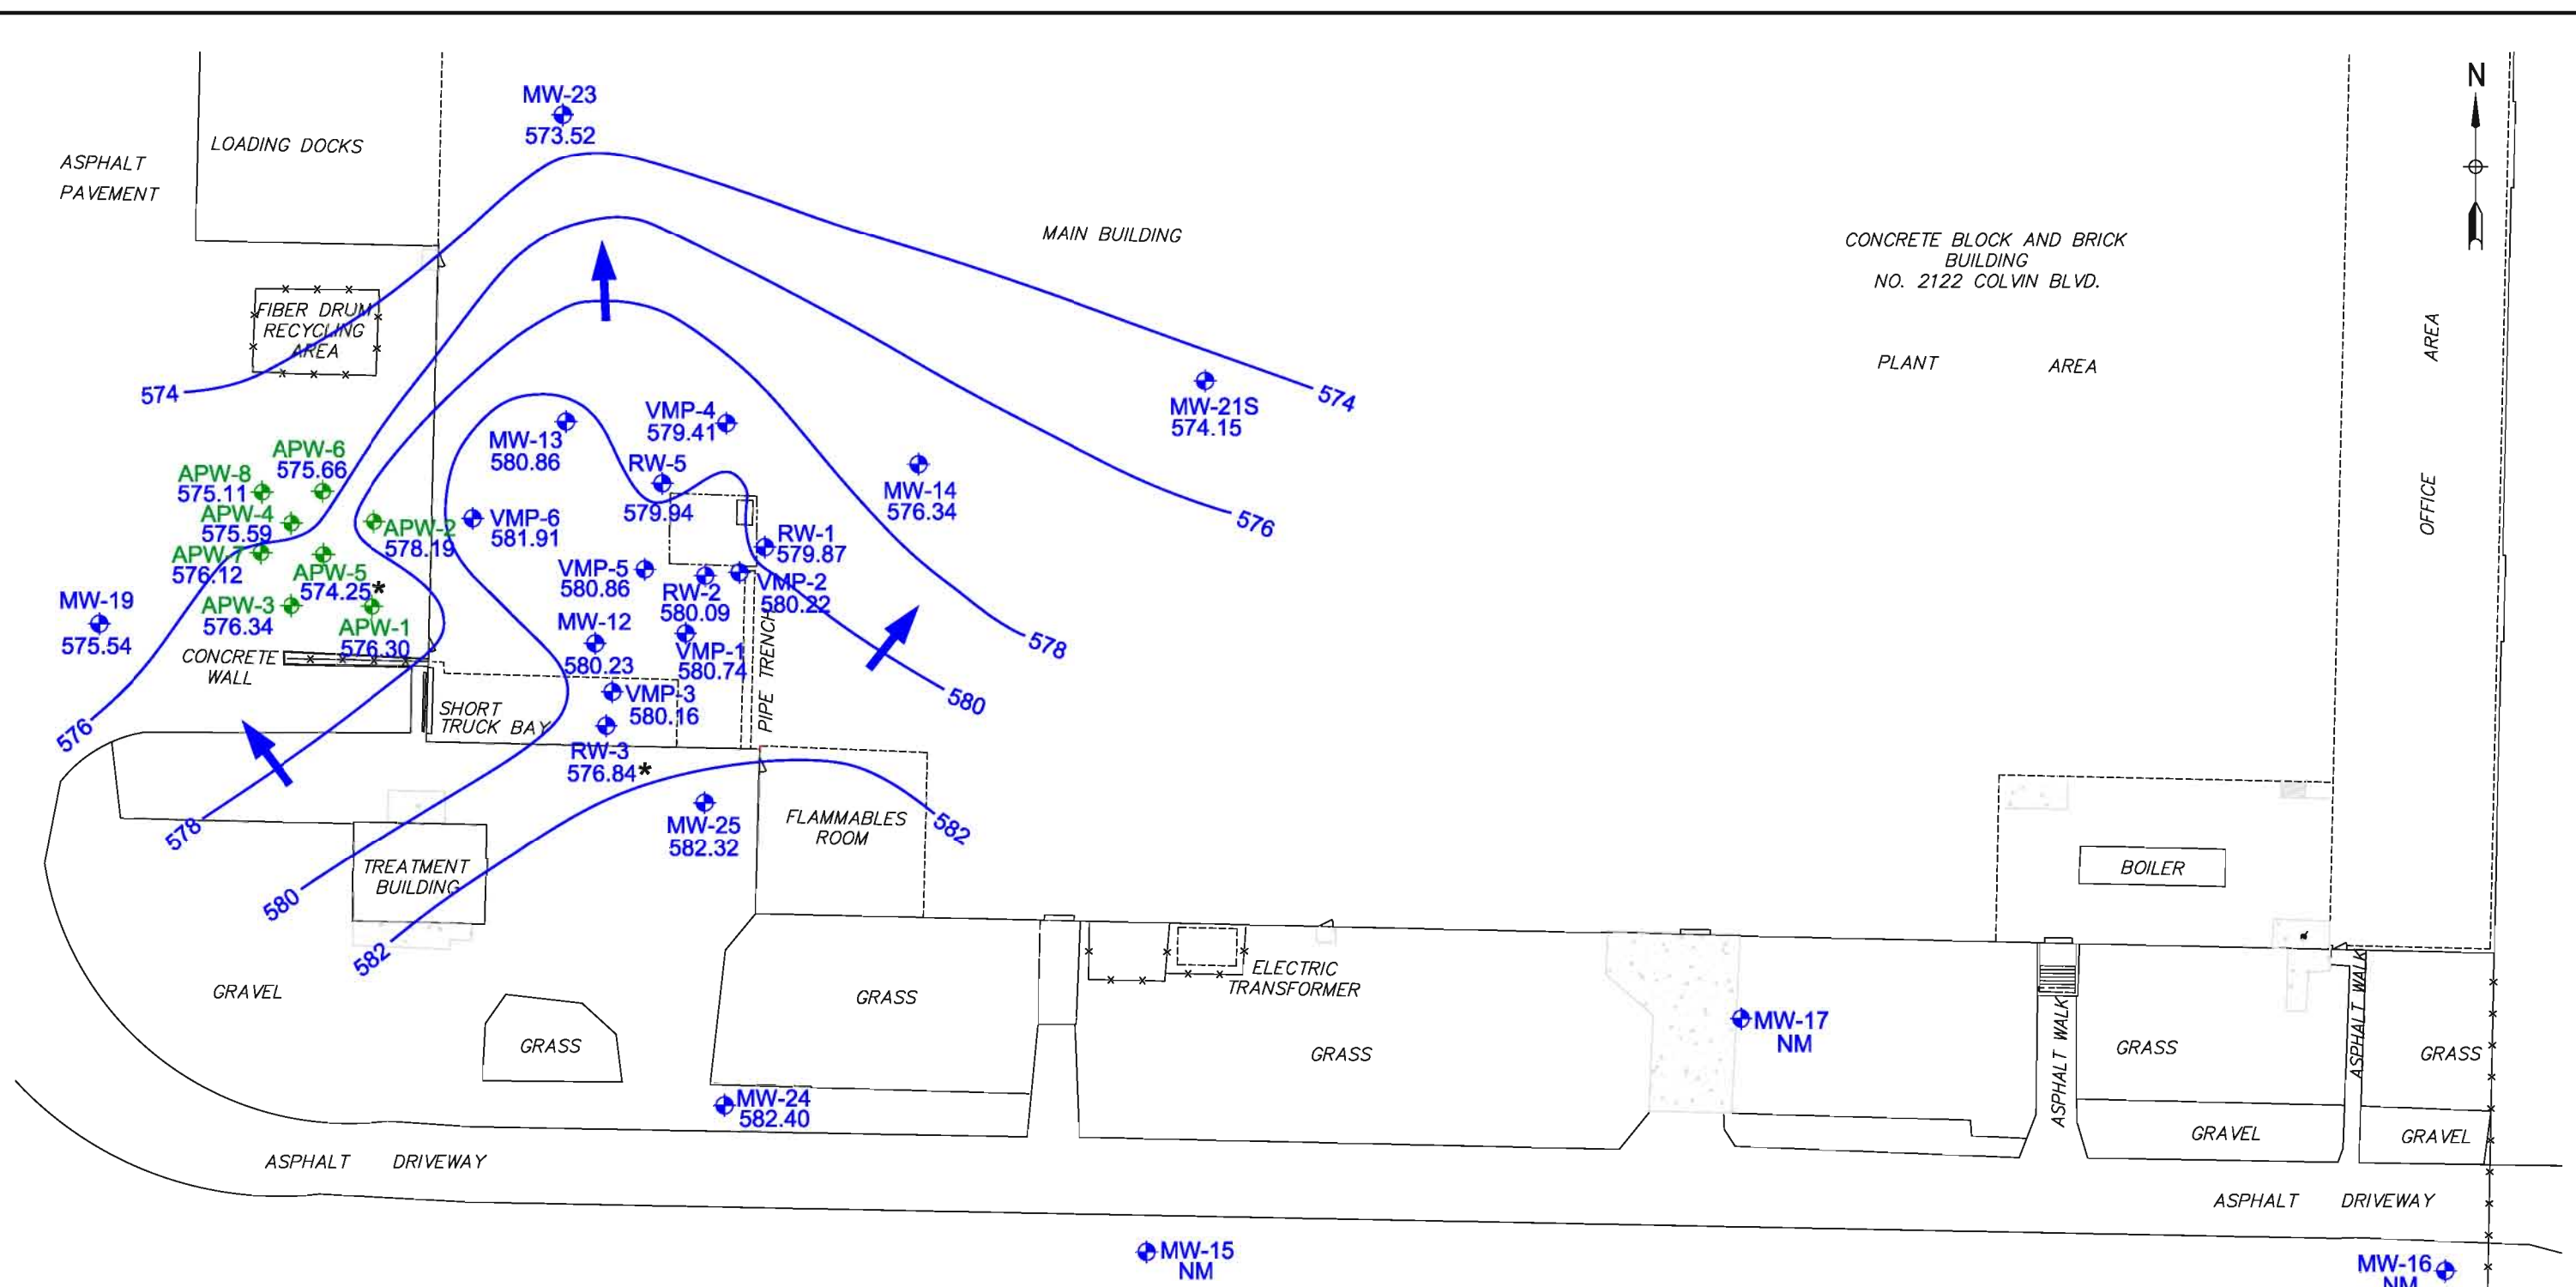 N
MW-23
573.52
LOADING DOCKS
ASPHALT
PAVEMENT
MAIN BUILDING
CONCRETE BLOCK AND BRICK
BUILDING
NO. 2122 COLVIN BLVD.
PLANT AREA
OFFICE AREA
FIBER DRUM
RECYCLING
AREA
574
574
MW-21S
574.15
MW-13
580.86
VMP-4
579.41
RW-5
579.94
MW-14
576.34
576
APW-6
575.66
APW-8
575.11
APW-4
575.59
APW-7
576.12
APW-2
578.19
APW-5
574.25*
APW-3
576.34
APW-1
576.30
VMP-6
581.91
RW-1
579.87
VMP-5
580.86
RW-2
580.09
VMP-2
580.22
MW-19
575.54
MW-12
580.23
VMP-1
580.74
PIPE TRENCH
578
580
CONCRETE
WALL
SHORT
TRUCK BAY
VMP-3
580.16
RW-3
576.84*
576
578
580
582
582
MW-25
582.32
FLAMMABLES
ROOM
TREATMENT
BUILDING
BOILER
GRAVEL
GRASS
GRASS
ELECTRIC
TRANSFORMER
GRASS
MW-17
NM
ASPHALT WALK
GRASS
ASPHALT WALK
GRASS
MW-24
582.40
GRAVEL
GRAVEL
ASPHALT DRIVEWAY
ASPHALT DRIVEWAY
MW-15
NM
MW-16
NM